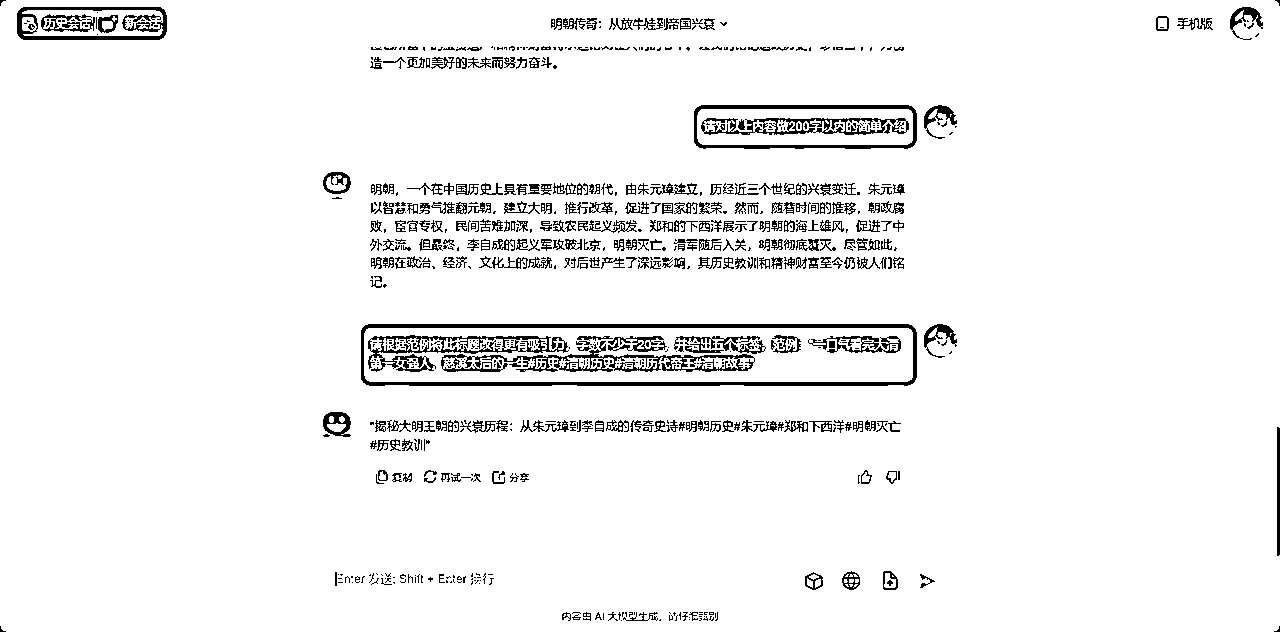 历史会话 新会话
明朝传奇：从放牛娃到帝国兴衰
手机版
造一个更加美好的未来而努力奋斗。
请对以上内容做200字以内的简单介绍
明朝，一个在中国历史上具有重要地位的朝代，由朱元璋建立，历经近三个世纪的兴衰变迁。朱元璋
以智慧和勇气推翻元朝，建立大明，推行改革，促进了国家的繁荣。然而，随着时间的推移，朝政腐
败，宦官专权，民间苦难加深，导致农民起义频发。郑和的下西洋展示了明朝的海上雄风，促进了中
外交流。但最终，李自成的起义军攻破北京，明朝灭亡。清军随后入关，明朝彻底覆灭。尽管如此，
明朝在政治、经济、文化上的成就，对后世产生了深远影响，其历史教训和精神财富至今仍被人们铭
记。
请根据范例将此标题改得更有吸引力，字数不少于20字，并给出五个标签，范例：“一口气看完大清
第一女强人，慈溪太后的一生#历史#清朝历史#清朝历代帝王#清朝故事”
"揭秘大明王朝的兴衰历程：从朱元璋到李自成的传奇史诗#明朝历史#朱元璋#郑和下西洋#明朝灭亡
#历史教训"
复制 再试一次 分享
Enter 发送; Shift + Enter 换行
内容由 AI 大模型生成，请仔细甄别